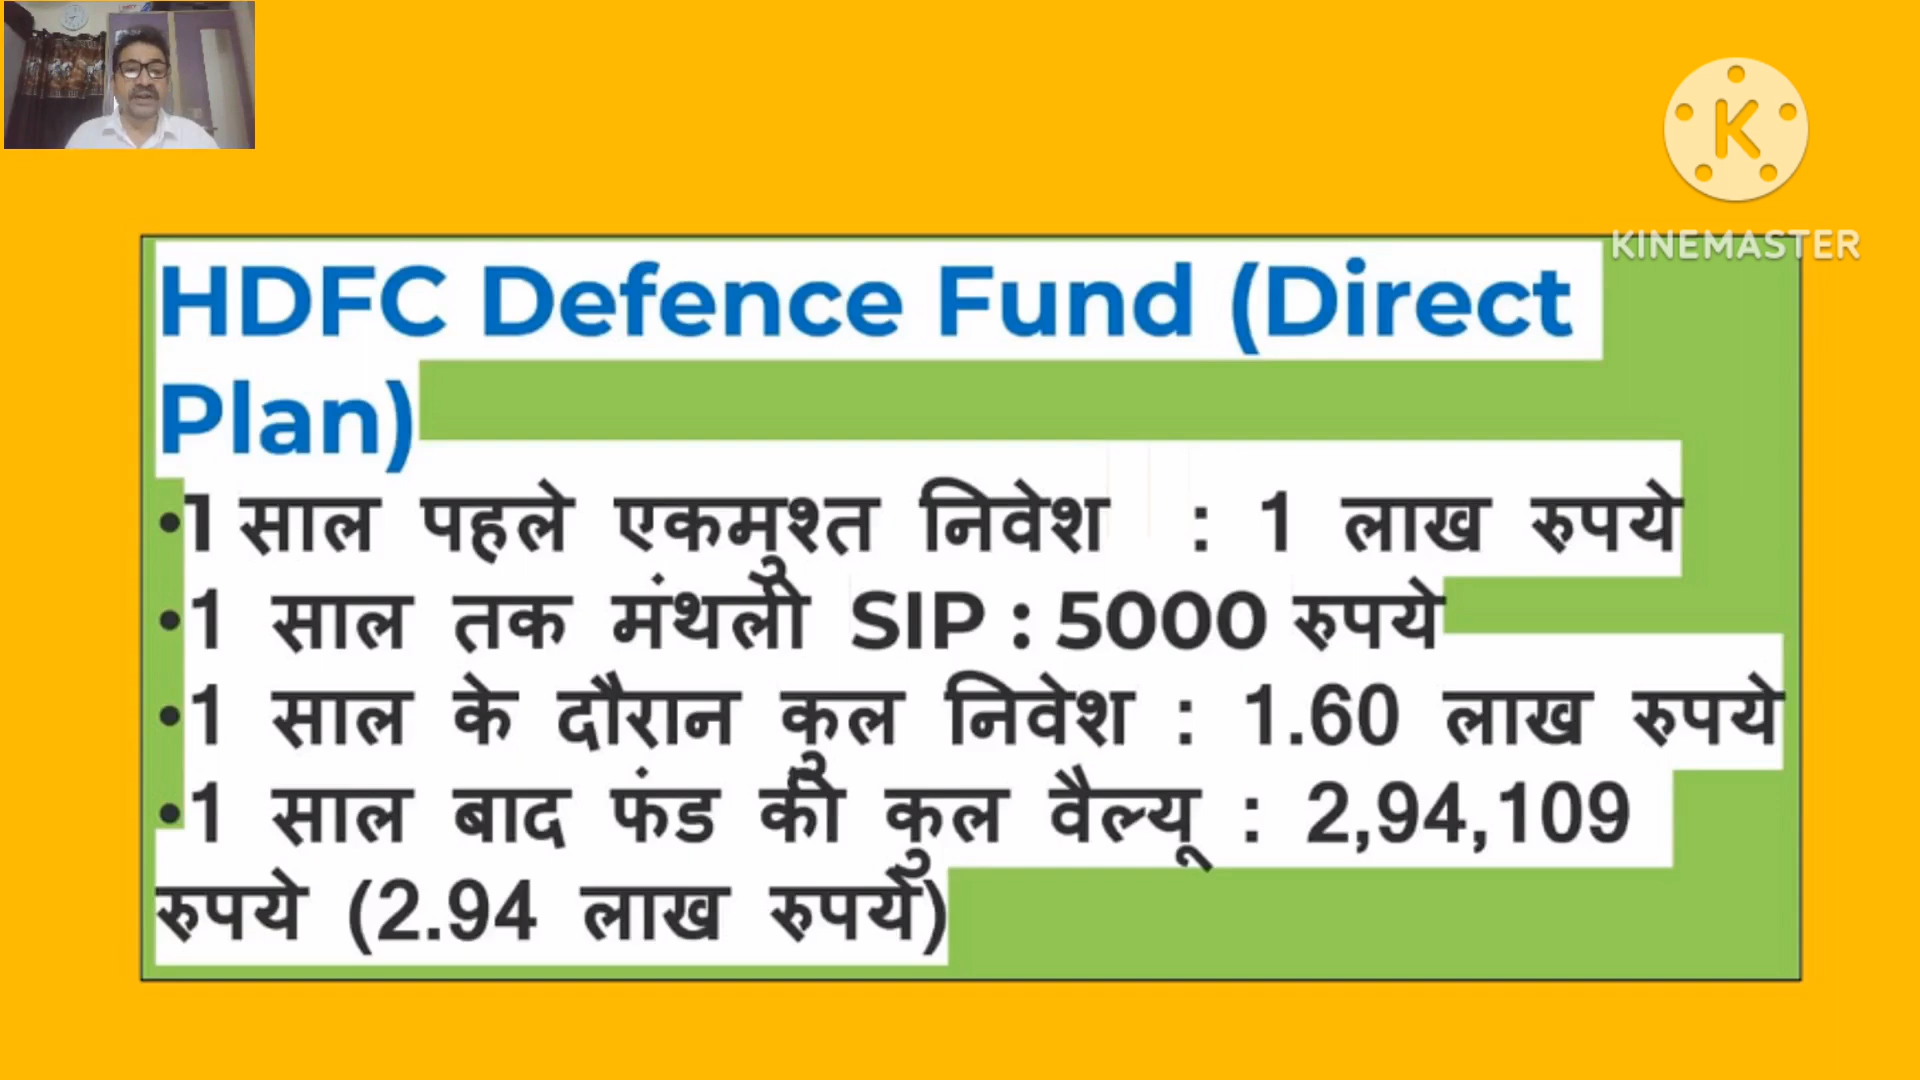 K
KINEMASTER
HDFC Defence Fund (Direct
Plan)
•1 साल पहले एकमुश्त निवेश : 1 लाख रुपये
•1 साल तक मंथली SIP : 5000 रुपये
•1 साल के दौरान कुल निवेश : 1.60 लाख रुपये
•1 साल बाद फंड की कुल वैल्यू : 2,94,109
रुपये (2.94 लाख रुपये)